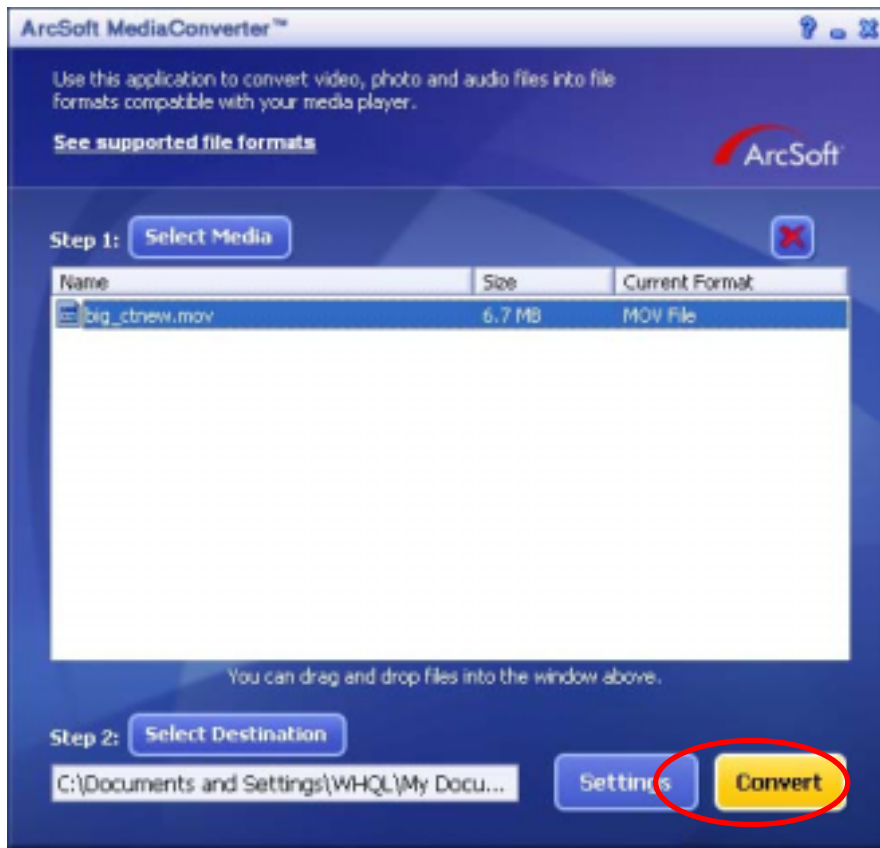 ArcSoft MediaConverter™
Use this application to convert video, photo and audio files into file
formats compatible with your media player.
See supported file formats
ArcSoft
Step 1: Select Media
Name Size Current Format
big_ctnew.mov 6.7 MB MOV File
You can drag and drop files into the window above.
Step 2: Select Destination
C:\Documents and Settings\WHQL\My Docu... Settings Convert